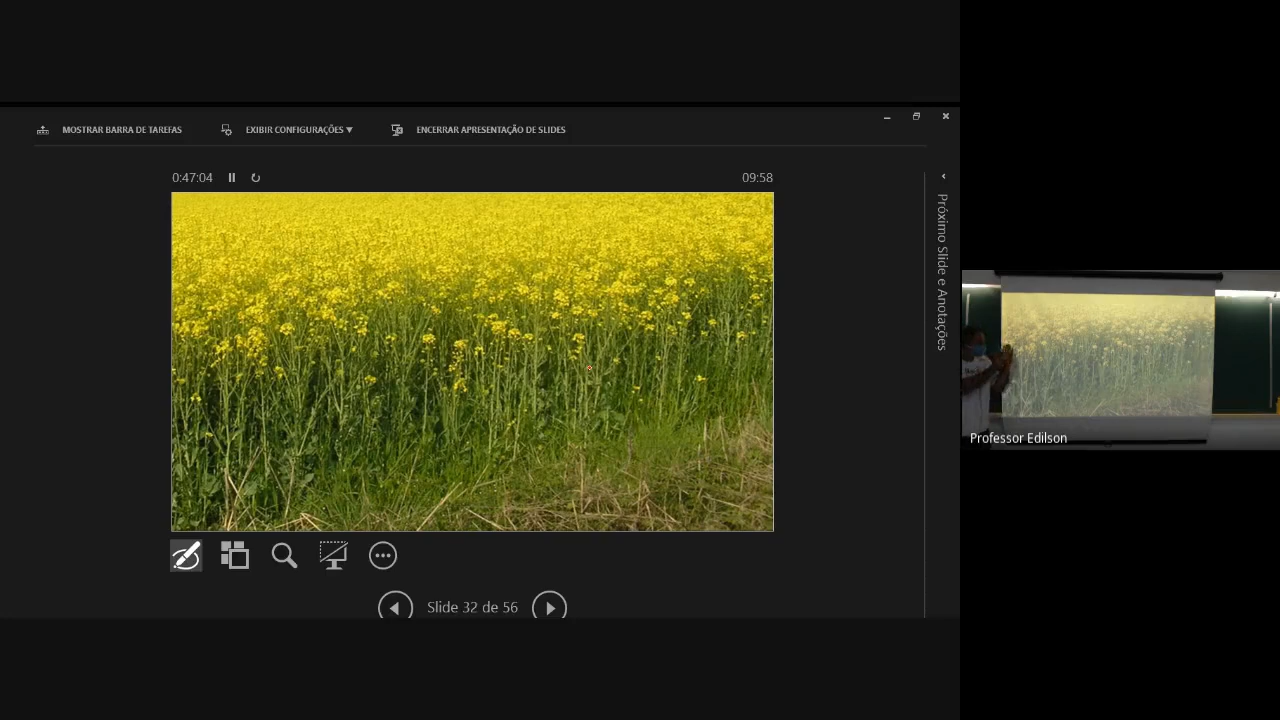 MOSTRAR BARRA DE TAREFAS
EXIBIR CONFIGURAÇÕES ▼
ENCERRAR APRESENTAÇÃO DE SLIDES
0:47:04
09:58
Próximo Slide e Anotações
Professor Edilson
Slide 32 de 56